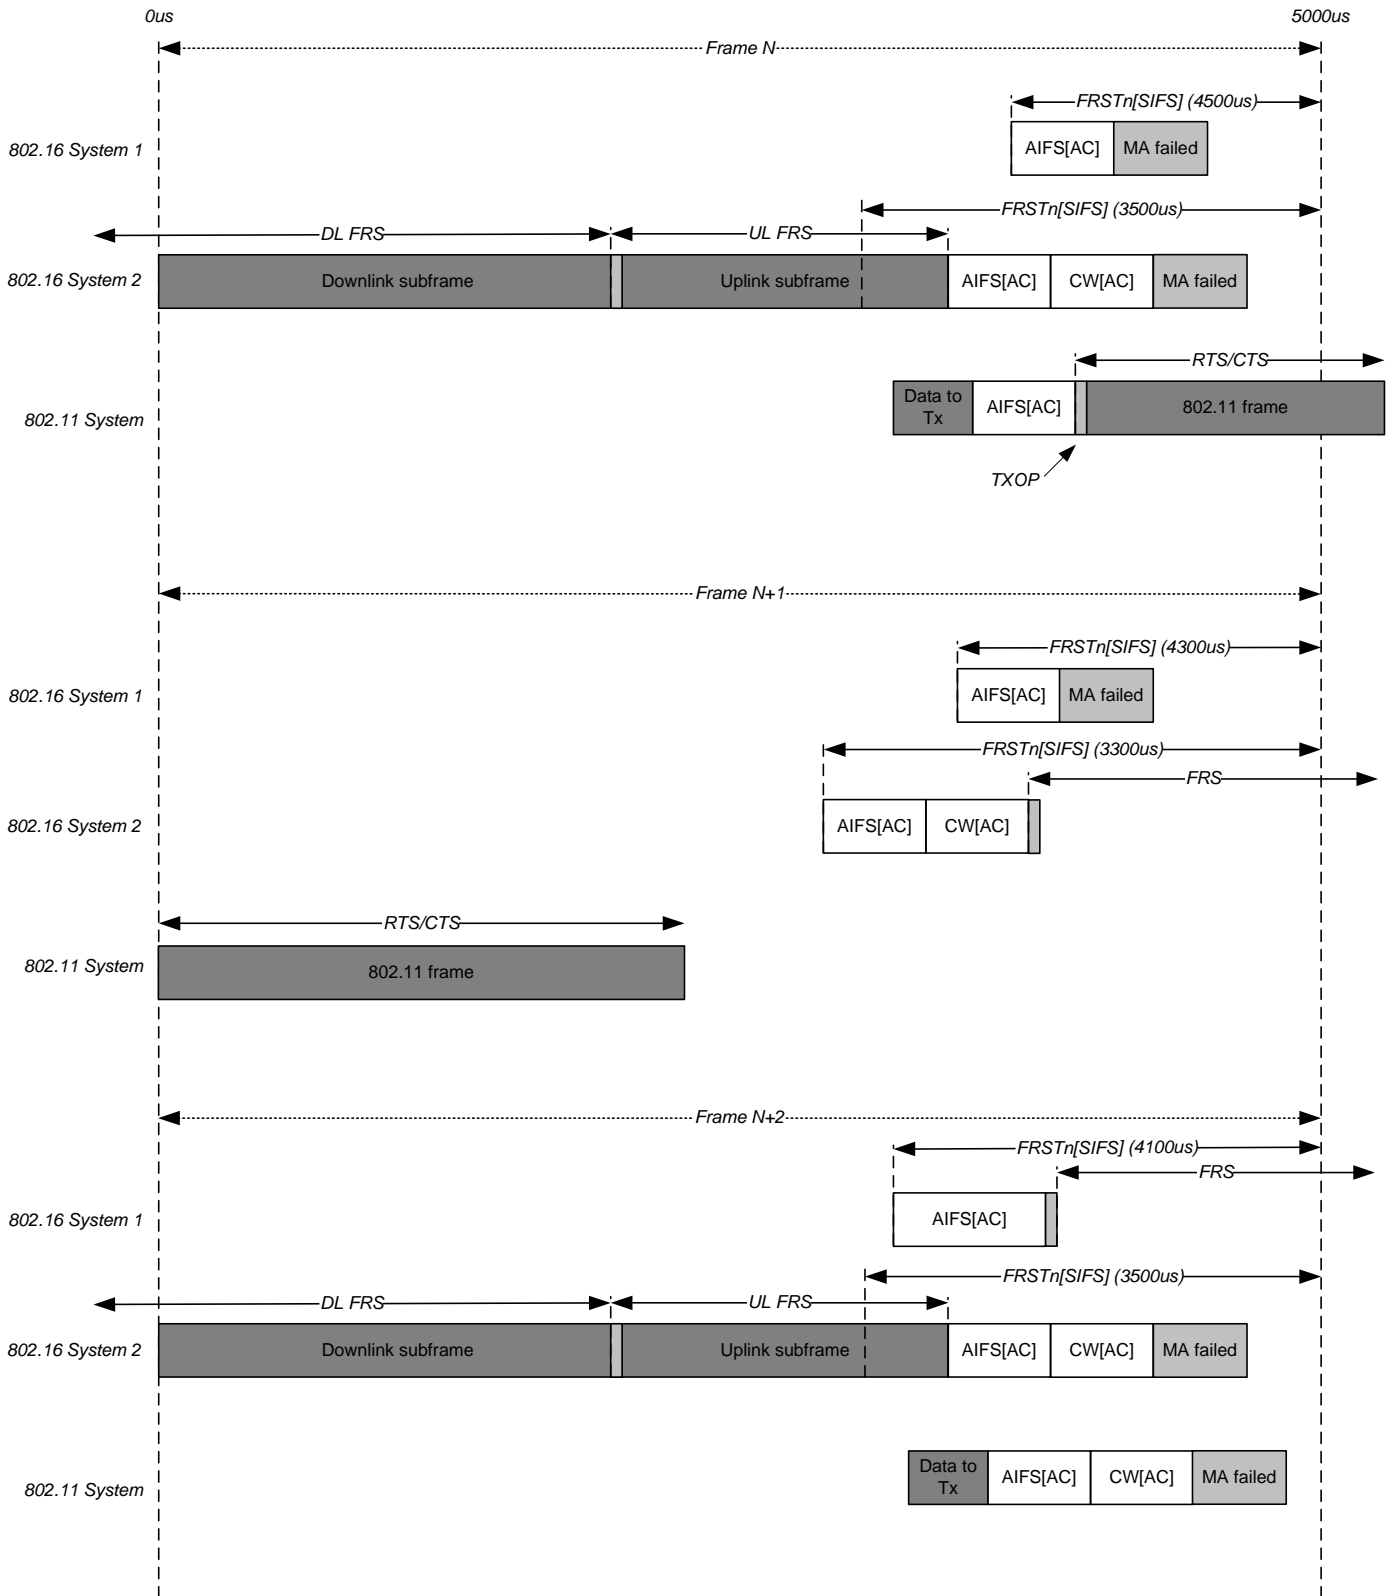 0us 5000us
Frame N
FRSTn[SIFS] (4500us)
802.16 System 1
AIFS[AC] MA failed
FRSTn[SIFS] (3500us)
DL FRS UL FRS
802.16 System 2
Downlink subframe Uplink subframe AIFS[AC] CW[AC] MA failed
RTS/CTS
802.11 System
Data to
Tx
AIFS[AC] 802.11 frame
TXOP
Frame N+1
FRSTn[SIFS] (4300us)
802.16 System 1
AIFS[AC] MA failed
FRSTn[SIFS] (3300us)
FRS
802.16 System 2
AIFS[AC] CW[AC]
RTS/CTS
802.11 System
802.11 frame
Frame N+2
FRSTn[SIFS] (4100us)
FRS
802.16 System 1
AIFS[AC]
FRSTn[SIFS] (3500us)
DL FRS UL FRS
802.16 System 2
Downlink subframe Uplink subframe AIFS[AC] CW[AC] MA failed
802.11 System
Data to
Tx
AIFS[AC] CW[AC] MA failed